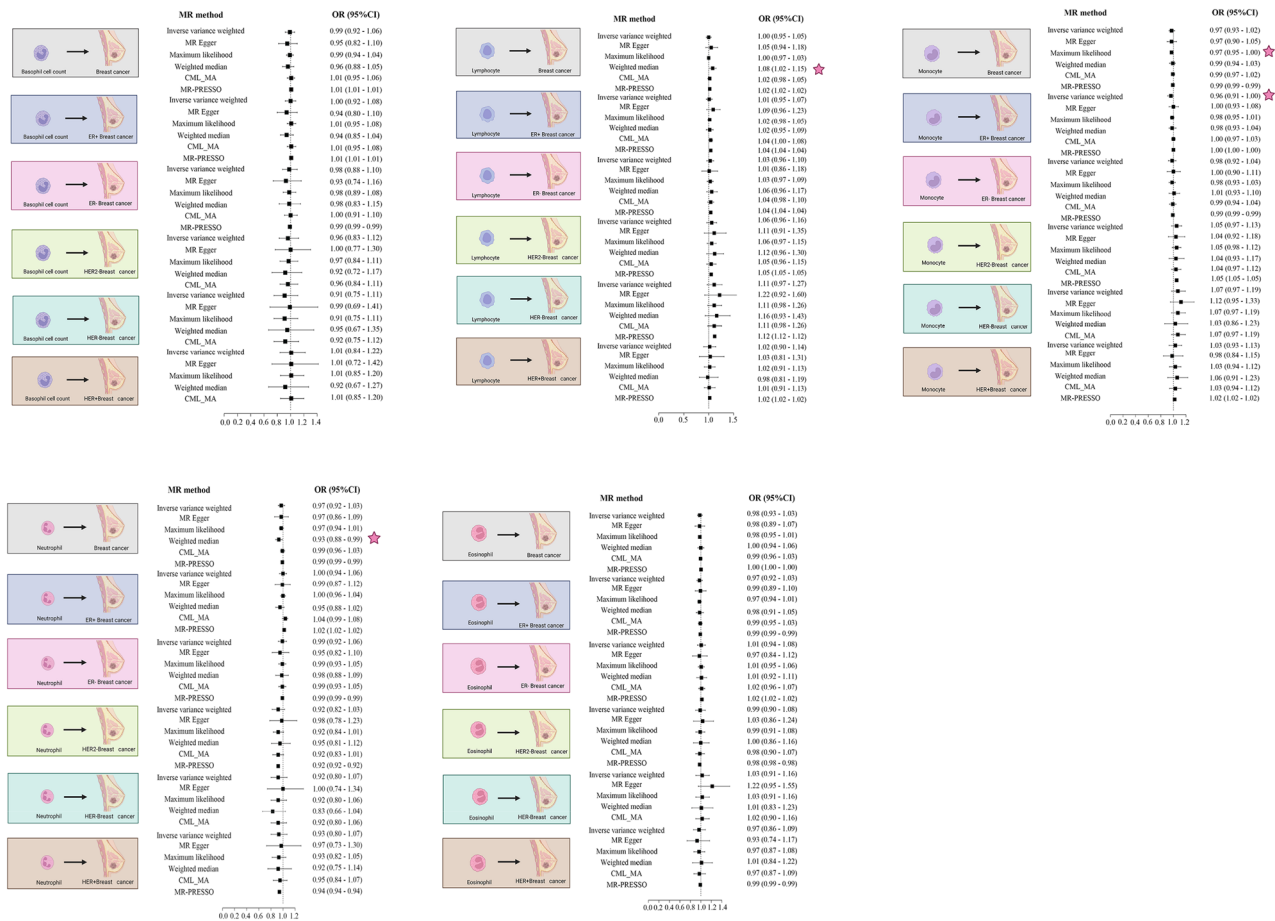 MR method OR (95%CI)
Basophil cell count Breast cancer
Inverse variance weighted 0.99 (0.92 - 1.06)
MR Egger 0.95 (0.82 - 1.10)
Maximum likelihood 0.99 (0.94 - 1.04)
Weighted median 0.96 (0.88 - 1.05)
CML_MA 1.01 (0.95 - 1.06)
MR-PRESSO 1.01 (1.01 - 1.01)
Basophil cell count ER+ Breast cancer
Inverse variance weighted 1.00 (0.92 - 1.08)
MR Egger 0.94 (0.80 - 1.10)
Maximum likelihood 1.01 (0.95 - 1.08)
Weighted median 0.94 (0.85 - 1.04)
CML_MA 1.01 (0.95 - 1.08)
MR-PRESSO 1.01 (1.01 - 1.01)
Basophil cell count ER- Breast cancer
Inverse variance weighted 0.98 (0.88 - 1.10)
MR Egger 0.93 (0.74 - 1.16)
Maximum likelihood 0.98 (0.89 - 1.08)
Weighted median 0.98 (0.83 - 1.15)
CML_MA 1.00 (0.91 - 1.10)
MR-PRESSO 0.99 (0.99 - 0.99)
Basophil cell count HER2-Breast cancer
Inverse variance weighted 0.96 (0.83 - 1.12)
MR Egger 1.00 (0.77 - 1.30)
Maximum likelihood 0.97 (0.84 - 1.11)
Weighted median 0.92 (0.72 - 1.17)
CML_MA 0.96 (0.84 - 1.11)
Basophil cell count HER-Breast cancer
Inverse variance weighted 0.91 (0.75 - 1.11)
MR Egger 0.99 (0.69 - 1.41)
Maximum likelihood 0.91 (0.75 - 1.11)
Weighted median 0.95 (0.67 - 1.35)
CML_MA 0.92 (0.75 - 1.12)
Basophil cell count HER+Breast cancer
Inverse variance weighted 1.01 (0.84 - 1.22)
MR Egger 1.01 (0.72 - 1.42)
Maximum likelihood 1.01 (0.85 - 1.20)
Weighted median 0.92 (0.67 - 1.27)
CML_MA 1.01 (0.85 - 1.20)
0.0 0.2 0.4 0.6 0.8 1.0 1.2 1.4
MR method OR (95%CI)
Lymphocyte Breast cancer
Inverse variance weighted 1.00 (0.95 - 1.05)
MR Egger 1.05 (0.94 - 1.18)
Maximum likelihood 1.00 (0.97 - 1.03)
Weighted median 1.08 (1.02 - 1.15)
CML_MA 1.02 (0.98 - 1.05)
MR-PRESSO 1.02 (1.02 - 1.02)
Lymphocyte ER+ Breast cancer
Inverse variance weighted 1.01 (0.95 - 1.07)
MR Egger 1.09 (0.96 - 1.23)
Maximum likelihood 1.02 (0.98 - 1.05)
Weighted median 1.02 (0.95 - 1.09)
CML_MA 1.04 (1.00 - 1.08)
MR-PRESSO 1.04 (1.04 - 1.04)
Lymphocyte ER- Breast cancer
Inverse variance weighted 1.03 (0.96 - 1.10)
MR Egger 1.01 (0.86 - 1.18)
Maximum likelihood 1.03 (0.97 - 1.09)
Weighted median 1.06 (0.96 - 1.17)
CML_MA 1.04 (0.98 - 1.10)
MR-PRESSO 1.04 (1.04 - 1.04)
Lymphocyte HER2-Breast cancer
Inverse variance weighted 1.06 (0.96 - 1.16)
MR Egger 1.11 (0.91 - 1.35)
Maximum likelihood 1.06 (0.97 - 1.15)
Weighted median 1.12 (0.96 - 1.30)
CML_MA 1.05 (0.96 - 1.15)
MR-PRESSO 1.05 (1.05 - 1.05)
Lymphocyte HER-Breast cancer
Inverse variance weighted 1.11 (0.97 - 1.27)
MR Egger 1.22 (0.92 - 1.60)
Maximum likelihood 1.11 (0.98 - 1.26)
Weighted median 1.16 (0.93 - 1.43)
CML_MA 1.11 (0.98 - 1.26)
MR-PRESSO 1.12 (1.12 - 1.12)
Lymphocyte HER+Breast cancer
Inverse variance weighted 1.02 (0.90 - 1.14)
MR Egger 1.03 (0.81 - 1.31)
Maximum likelihood 1.02 (0.91 - 1.13)
Weighted median 0.98 (0.81 - 1.19)
CML_MA 1.01 (0.91 - 1.13)
MR-PRESSO 1.02 (1.02 - 1.02)
0.0 0.5 1.0 1.5
MR method OR (95%CI)
Monocyte Breast cancer
Inverse variance weighted 0.97 (0.93 - 1.02)
MR Egger 0.97 (0.90 - 1.05)
Maximum likelihood 0.97 (0.95 - 1.00)
Weighted median 0.99 (0.94 - 1.03)
CML_MA 0.99 (0.97 - 1.02)
MR-PRESSO 0.99 (0.99 - 0.99)
Monocyte ER+ Breast cancer
Inverse variance weighted 0.96 (0.91 - 1.00)
MR Egger 1.00 (0.93 - 1.08)
Maximum likelihood 0.98 (0.95 - 1.01)
Weighted median 0.98 (0.93 - 1.04)
CML_MA 1.00 (0.97 - 1.03)
MR-PRESSO 1.00 (1.00 - 1.00)
Monocyte ER- Breast cancer
Inverse variance weighted 0.98 (0.92 - 1.04)
MR Egger 1.00 (0.90 - 1.11)
Maximum likelihood 0.98 (0.93 - 1.03)
Weighted median 1.01 (0.93 - 1.10)
CML_MA 0.99 (0.94 - 1.04)
MR-PRESSO 0.99 (0.99 - 0.99)
Monocyte HER2-Breast cancer
Inverse variance weighted 1.05 (0.97 - 1.13)
MR Egger 1.04 (0.92 - 1.18)
Maximum likelihood 1.05 (0.98 - 1.12)
Weighted median 1.04 (0.93 - 1.17)
CML_MA 1.04 (0.97 - 1.12)
MR-PRESSO 1.05 (1.05 - 1.05)
Monocyte HER-Breast cancer
Inverse variance weighted 1.07 (0.97 - 1.19)
MR Egger 1.12 (0.95 - 1.33)
Maximum likelihood 1.07 (0.97 - 1.19)
Weighted median 1.03 (0.86 - 1.23)
CML_MA 1.07 (0.97 - 1.19)
Monocyte HER+Breast cancer
Inverse variance weighted 1.03 (0.93 - 1.13)
MR Egger 0.98 (0.84 - 1.15)
Maximum likelihood 1.03 (0.94 - 1.12)
Weighted median 1.06 (0.91 - 1.23)
CML_MA 1.03 (0.94 - 1.12)
MR-PRESSO 1.02 (1.02 - 1.02)
0.0 0.2 0.4 0.6 0.8 1.0 1.2
MR method OR (95%CI)
Neutrophil Breast cancer
Inverse variance weighted 0.97 (0.92 - 1.03)
MR Egger 0.97 (0.86 - 1.09)
Maximum likelihood 0.97 (0.94 - 1.01)
Weighted median 0.93 (0.88 - 0.99)
CML_MA 0.99 (0.96 - 1.03)
MR-PRESSO 0.99 (0.99 - 0.99)
Neutrophil ER+ Breast cancer
Inverse variance weighted 1.00 (0.94 - 1.06)
MR Egger 0.99 (0.87 - 1.12)
Maximum likelihood 1.00 (0.96 - 1.04)
Weighted median 0.95 (0.88 - 1.02)
CML_MA 1.04 (0.99 - 1.08)
MR-PRESSO 1.02 (1.02 - 1.02)
Neutrophil ER- Breast cancer
Inverse variance weighted 0.99 (0.92 - 1.06)
MR Egger 0.95 (0.82 - 1.10)
Maximum likelihood 0.99 (0.93 - 1.05)
Weighted median 0.98 (0.88 - 1.09)
CML_MA 0.99 (0.93 - 1.05)
MR-PRESSO 0.99 (0.99 - 0.99)
Neutrophil HER2-Breast cancer
Inverse variance weighted 0.92 (0.82 - 1.03)
MR Egger 0.98 (0.78 - 1.23)
Maximum likelihood 0.92 (0.84 - 1.01)
Weighted median 0.95 (0.81 - 1.12)
CML_MA 0.92 (0.83 - 1.01)
MR-PRESSO 0.92 (0.92 - 0.92)
Neutrophil HER-Breast cancer
Inverse variance weighted 0.92 (0.80 - 1.07)
MR Egger 1.00 (0.74 - 1.34)
Maximum likelihood 0.92 (0.80 - 1.06)
Weighted median 0.83 (0.66 - 1.04)
CML_MA 0.92 (0.80 - 1.06)
Neutrophil HER+Breast cancer
Inverse variance weighted 0.93 (0.80 - 1.07)
MR Egger 0.97 (0.73 - 1.30)
Maximum likelihood 0.93 (0.82 - 1.05)
Weighted median 0.92 (0.75 - 1.14)
CML_MA 0.95 (0.84 - 1.07)
MR-PRESSO 0.94 (0.94 - 0.94)
0.0 0.2 0.4 0.6 0.8 1.0 1.2
MR method OR (95%CI)
Eosinophil Breast cancer
Inverse variance weighted 0.98 (0.93 - 1.03)
MR Egger 0.98 (0.89 - 1.07)
Maximum likelihood 0.98 (0.95 - 1.01)
Weighted median 1.00 (0.94 - 1.06)
CML_MA 0.99 (0.96 - 1.03)
MR-PRESSO 1.00 (1.00 - 1.00)
Eosinophil ER+ Breast cancer
Inverse variance weighted 0.97 (0.92 - 1.03)
MR Egger 0.99 (0.89 - 1.10)
Maximum likelihood 0.97 (0.94 - 1.01)
Weighted median 0.98 (0.91 - 1.05)
CML_MA 0.99 (0.95 - 1.03)
MR-PRESSO 0.99 (0.99 - 0.99)
Eosinophil ER- Breast cancer
Inverse variance weighted 1.01 (0.94 - 1.08)
MR Egger 0.97 (0.84 - 1.12)
Maximum likelihood 1.01 (0.95 - 1.06)
Weighted median 1.01 (0.92 - 1.11)
CML_MA 1.02 (0.96 - 1.07)
MR-PRESSO 1.02 (1.02 - 1.02)
Eosinophil HER2-Breast cancer
Inverse variance weighted 0.99 (0.90 - 1.08)
MR Egger 1.03 (0.86 - 1.24)
Maximum likelihood 0.99 (0.91 - 1.08)
Weighted median 1.00 (0.86 - 1.16)
CML_MA 0.98 (0.90 - 1.07)
MR-PRESSO 0.98 (0.98 - 0.98)
Eosinophil HER-Breast cancer
Inverse variance weighted 1.03 (0.91 - 1.16)
MR Egger 1.22 (0.95 - 1.55)
Maximum likelihood 1.03 (0.91 - 1.16)
Weighted median 1.01 (0.83 - 1.23)
CML_MA 1.02 (0.90 - 1.16)
Eosinophil HER+Breast cancer
Inverse variance weighted 0.97 (0.86 - 1.09)
MR Egger 0.93 (0.74 - 1.17)
Maximum likelihood 0.97 (0.87 - 1.08)
Weighted median 1.01 (0.84 - 1.22)
CML_MA 0.97 (0.87 - 1.09)
MR-PRESSO 0.99 (0.99 - 0.99)
0.0 0.2 0.4 0.6 0.8 1.0 1.2 1.4